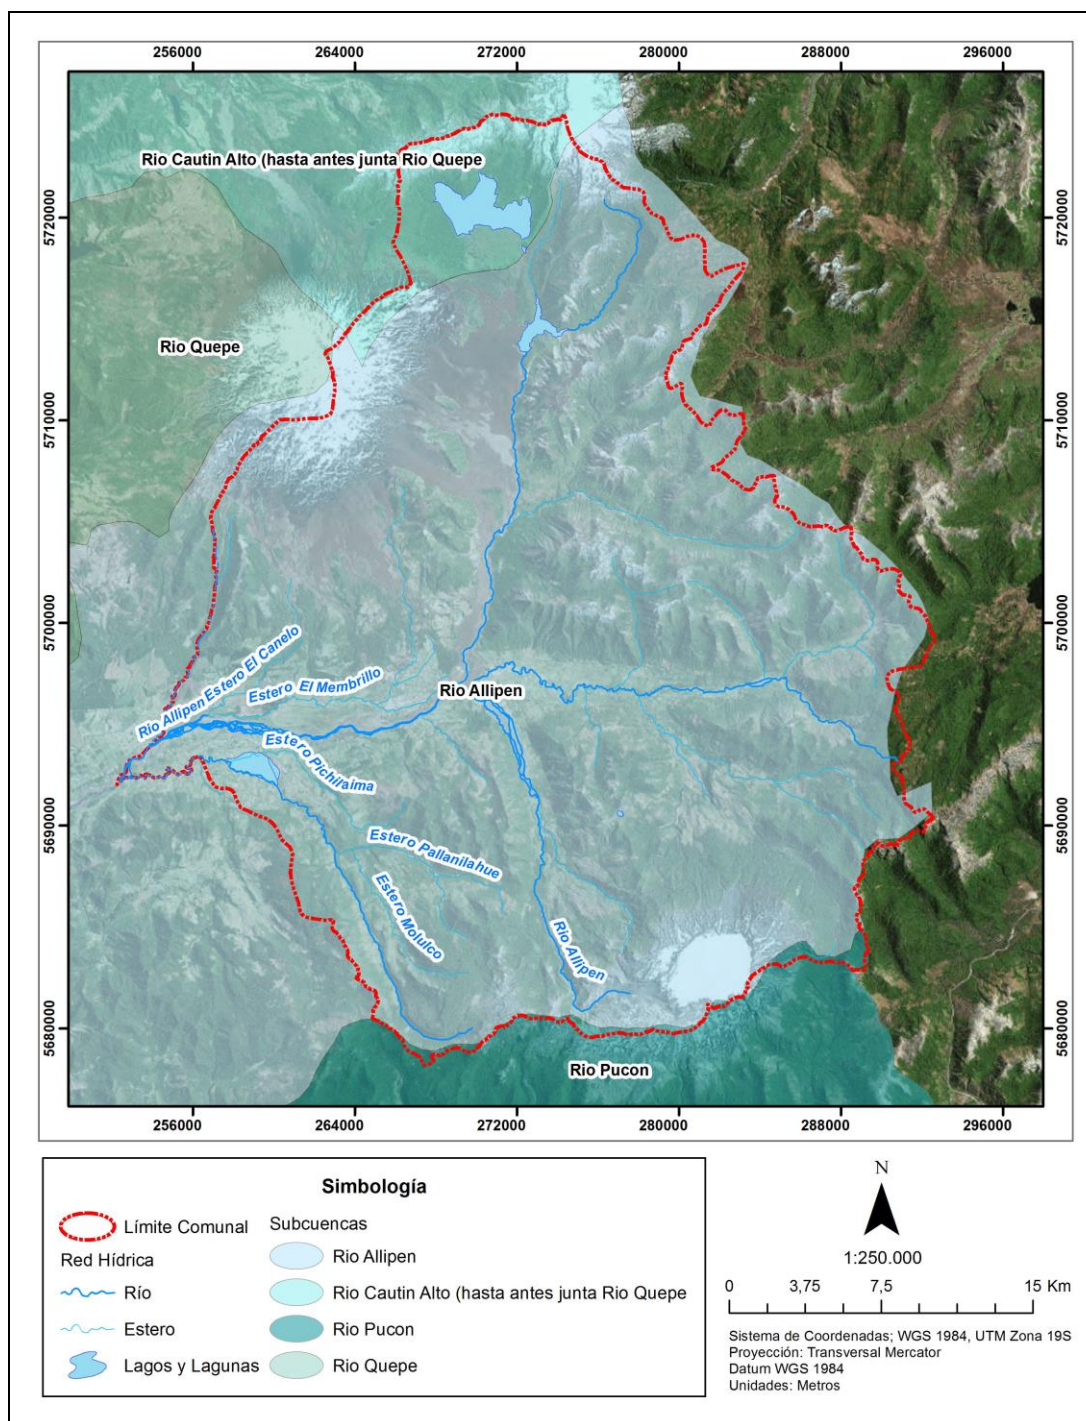 256000 264000 272000 280000 288000 296000
Rio Cautin Alto (hasta antes junta Rio Quepe
5720000 5720000
Rio Quepe
5710000 5710000
5700000 5700000
Estero El Canelo
Rio Allipen
Estero El Membrillo
Rio Allipen
Estero Pichilaima
5690000 5690000
Estero Pallanilahue
Estero Molulco
Rio Allipen
5680000 5680000
Rio Pucon
256000 264000 272000 280000 288000 296000
Simbología
Límite Comunal
Red Hídrica
Río
Estero
Lagos y Lagunas
Subcuencas
Rio Allipen
Rio Cautin Alto (hasta antes junta Rio Quepe
Rio Pucon
Rio Quepe
N
1:250.000
0 3,75 7,5 15 Km
Sistema de Coordenadas; WGS 1984, UTM Zona 19S
Proyección: Transversal Mercator
Datum WGS 1984
Unidades: Metros